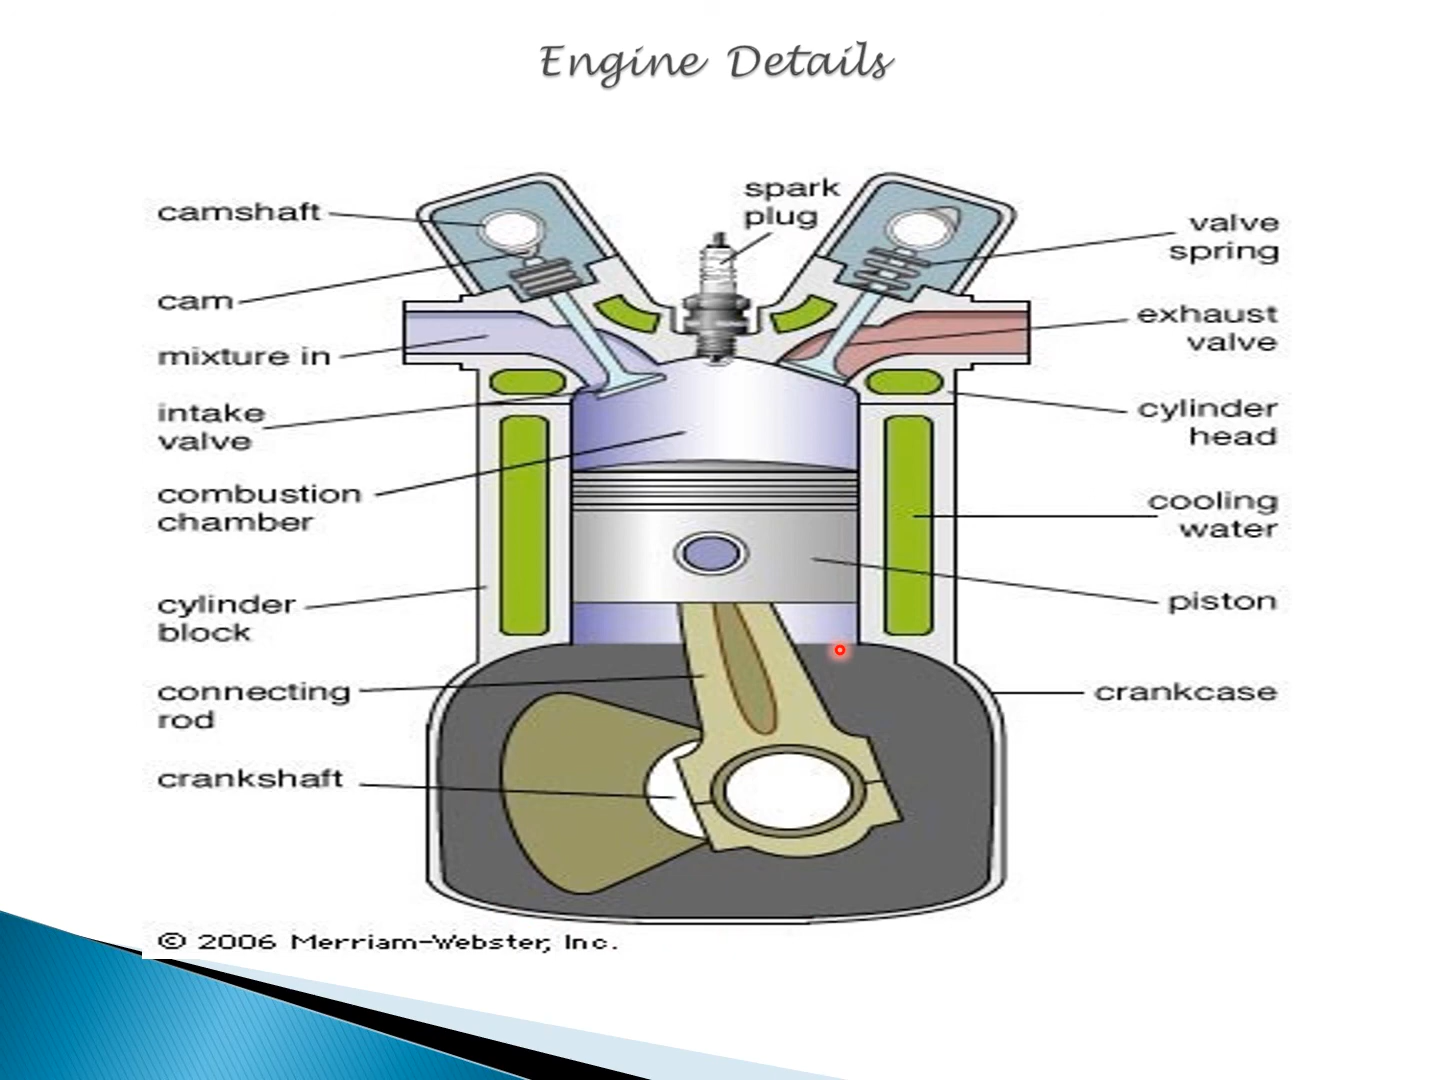 Engine Details
camshaft
spark
plug
valve
spring
cam
exhaust
valve
mixture in
intake
valve
cylinder
head
combustion
chamber
cooling
water
cylinder
block
piston
connecting
rod
crankcase
crankshaft
© 2006 Merriam-Webster, Inc.